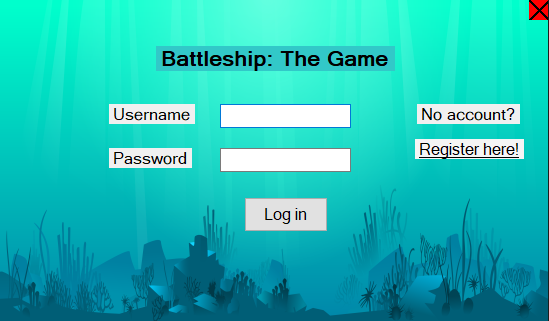 Battleship: The Game
Username
No account?
Password
Register here!
Log in